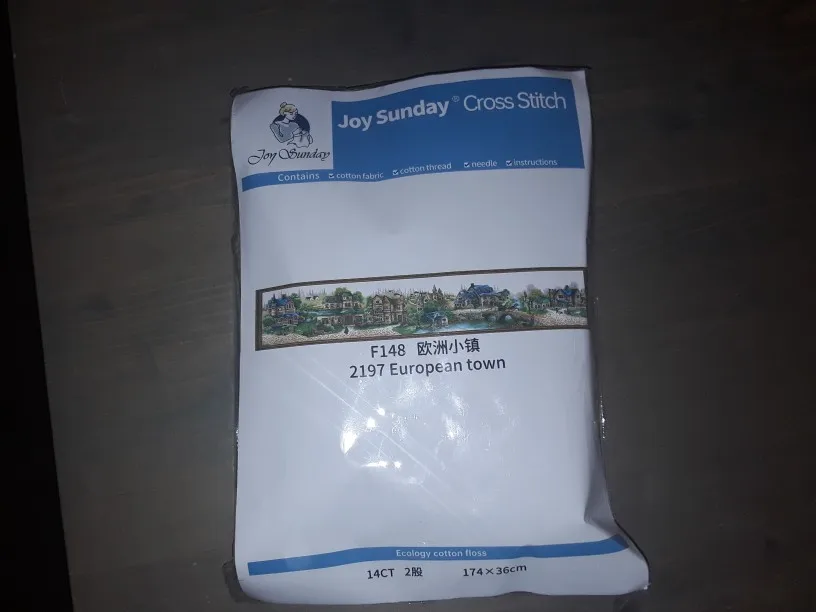 Joy Sunday® Cross Stitch
Joy Sunday
Contains ☑ cotton fabric ☑ cotton thread ☑ needle ☑ instructions
F148 欧洲小镇
2197 European town
Ecology cotton floss
14CT 2股 174×36cm